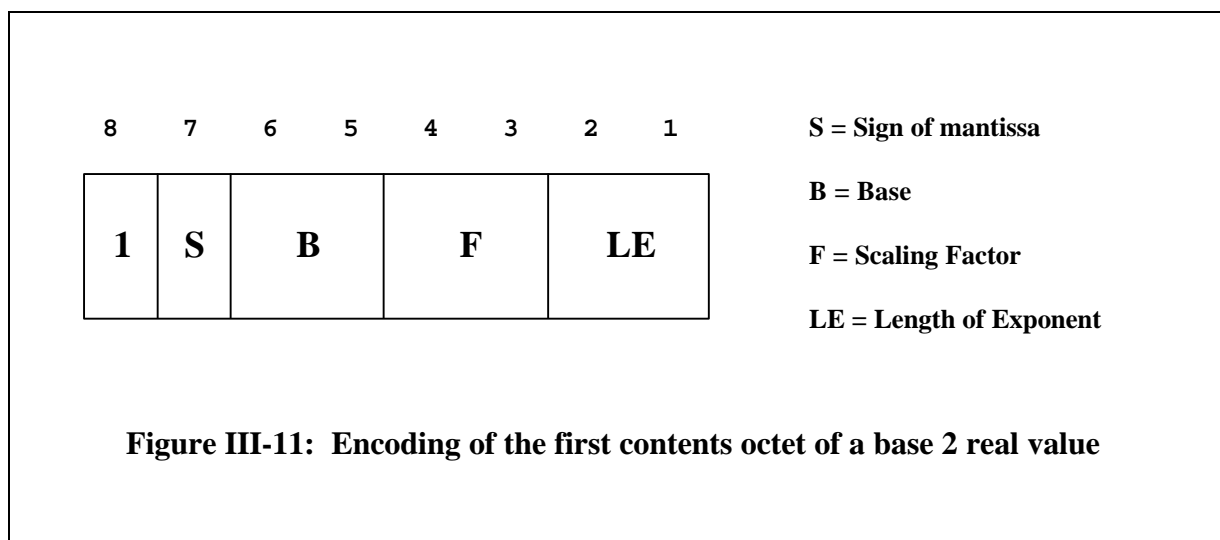 8 7 6 5 4 3 2 1
1 S B F LE
S = Sign of mantissa
B = Base
F = Scaling Factor
LE = Length of Exponent
Figure III-11: Encoding of the first contents octet of a base 2 real value